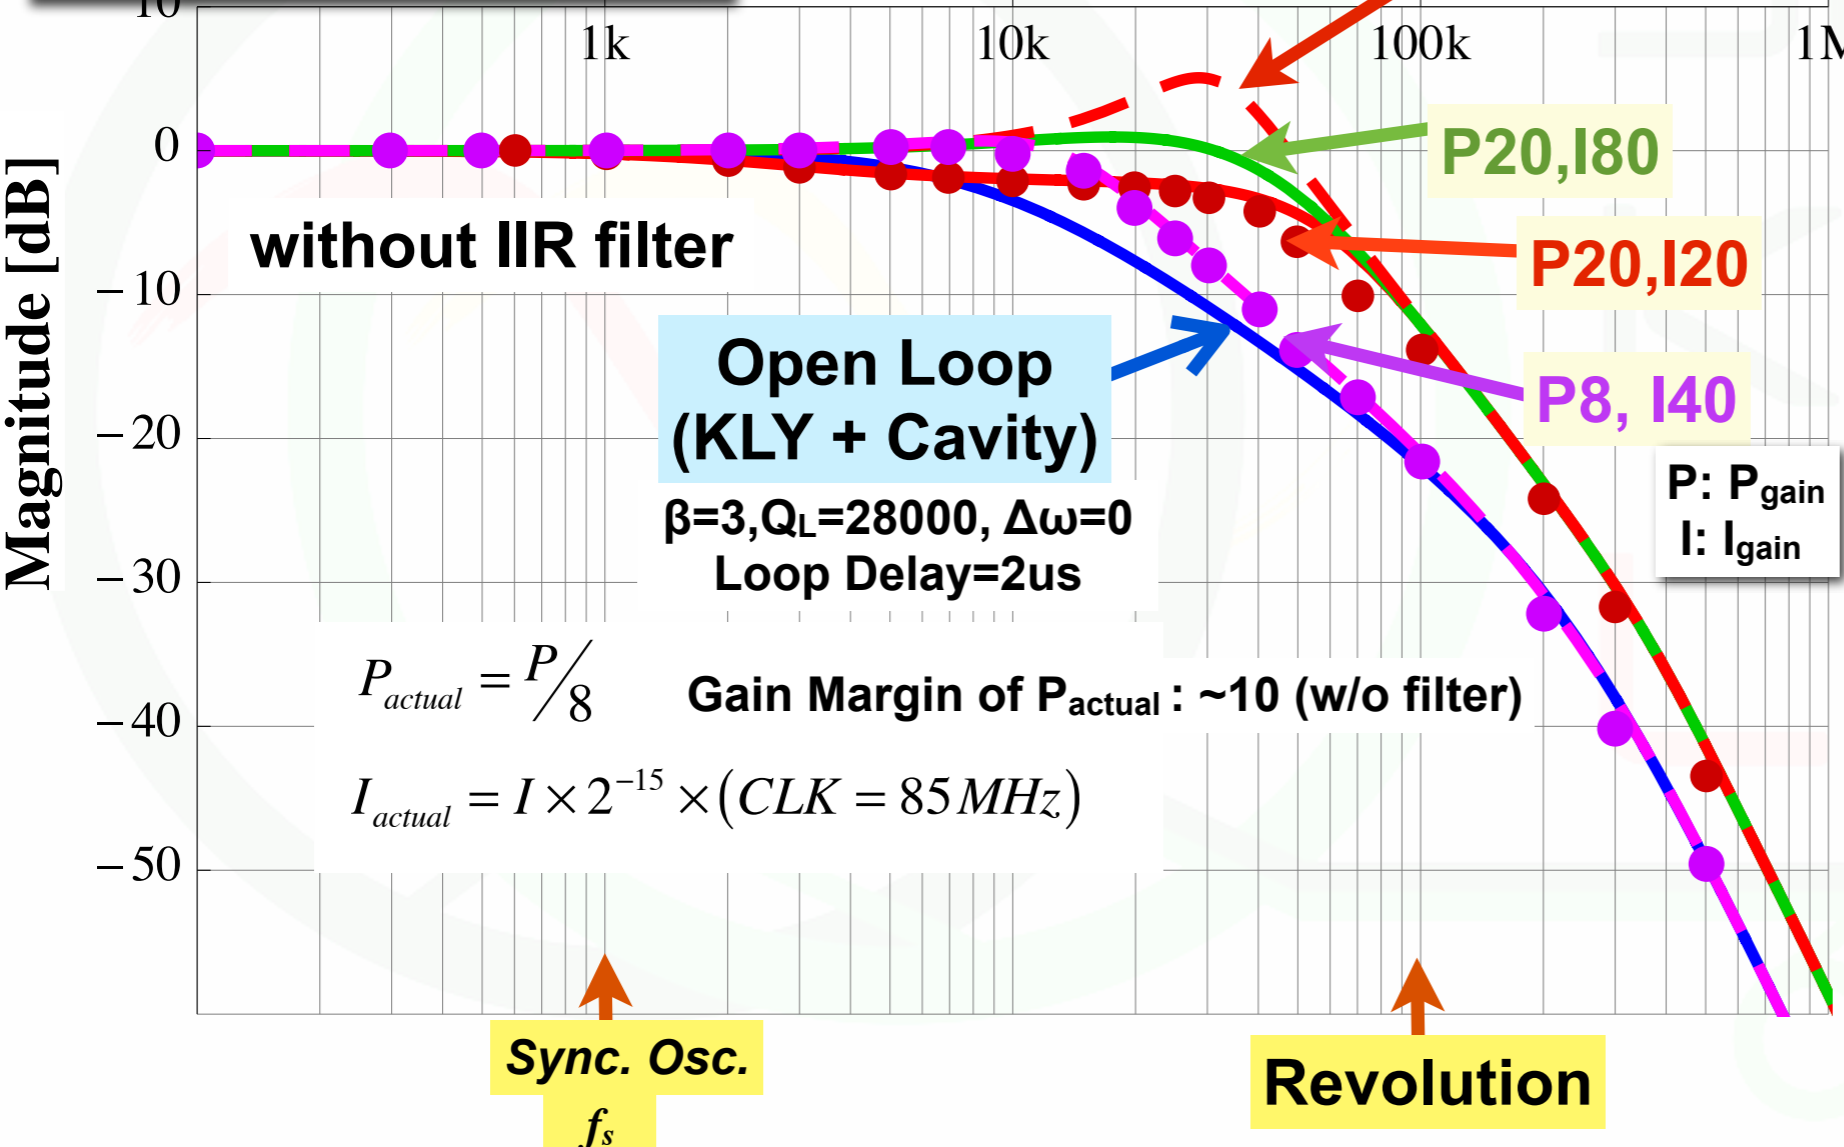 10
1k 10k 100k 1M
0
−10
−20
−30
−40
−50
Magnitude [dB]
without IIR filter
P20,I80
P20,I20
P8, I40
Open Loop
(KLY + Cavity)
β=3,QL=28000, Δω=0
Loop Delay=2us
P: Pgain
I: Igain
Pactual = P/8
Gain Margin of Pactual : ~10 (w/o filter)
Iactual = I × 2^−15 × (CLK = 85 MHz)
Sync. Osc.
fs
Revolution